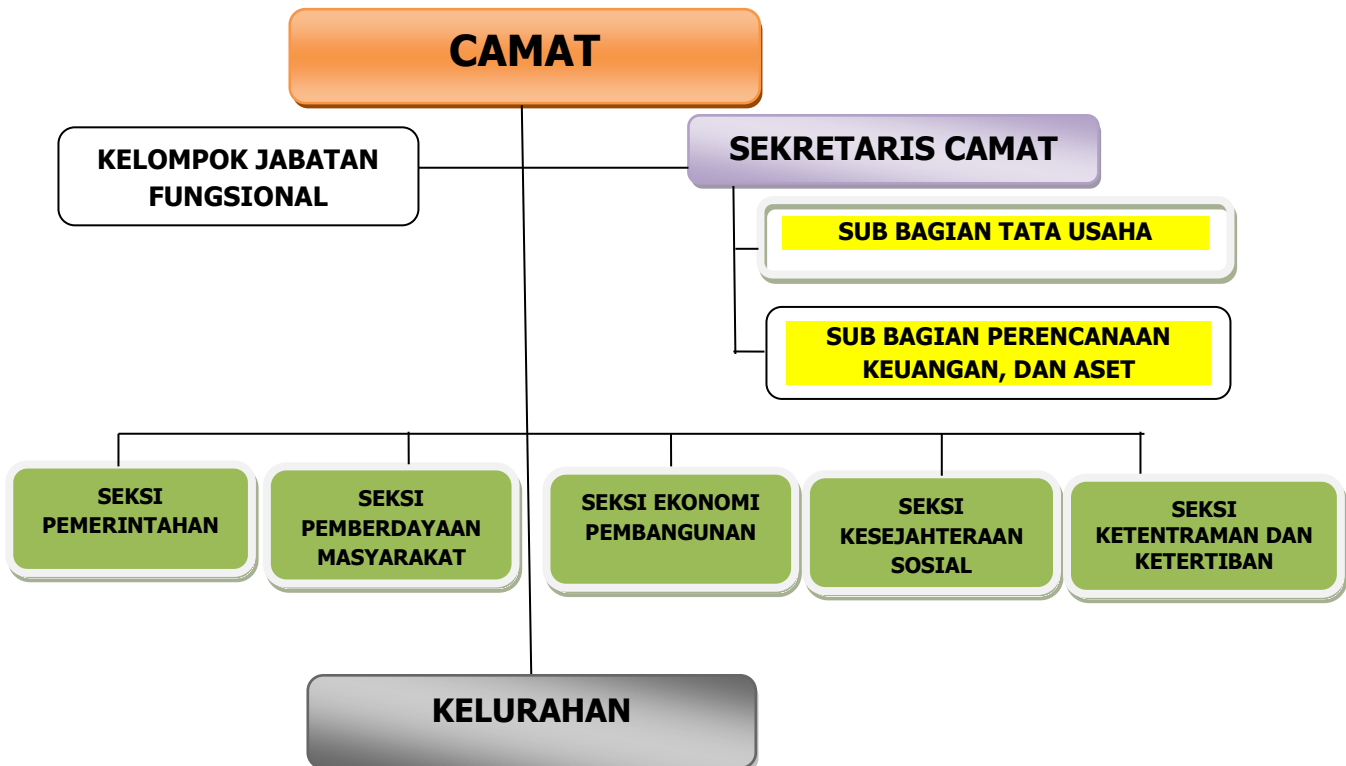 CAMAT
KELOMPOK JABATAN
FUNGSIONAL
SEKRETARIS CAMAT
SUB BAGIAN TATA USAHA
SUB BAGIAN PERENCANAAN
KEUANGAN, DAN ASET
SEKSI
PEMERINTAHAN
SEKSI
PEMBERDAYAAN
MASYARAKAT
SEKSI EKONOMI
PEMBANGUNAN
SEKSI
KESEJAHTERAAN
SOSIAL
SEKSI
KETENTRAMAN DAN
KETERTIBAN
KELURAHAN